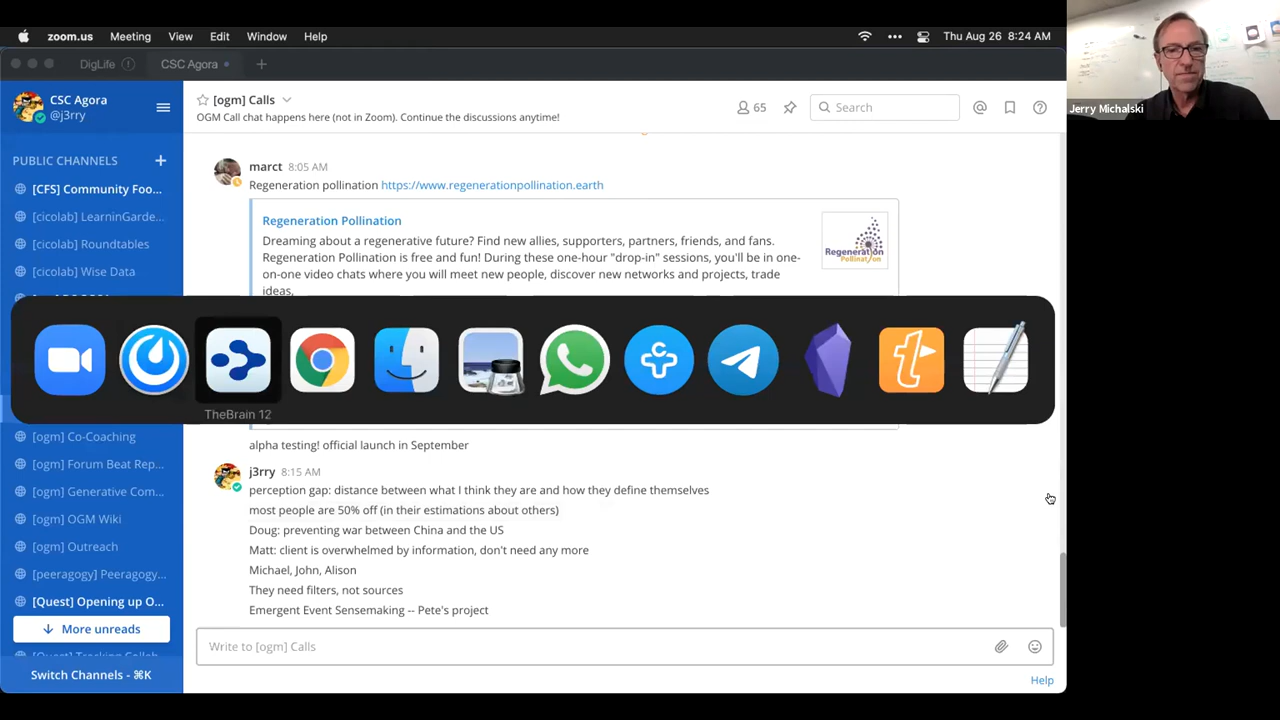 zoom.us Meeting View Edit Window Help
Thu Aug 26 8:24 AM
DigLife
CSC Agora
CSC Agora
@j3rry
[ogm] Calls
OGM Call chat happens here (not in Zoom). Continue the discussions anytime!
65
Search
Jerry Michalski
PUBLIC CHANNELS
[CFS] Community Foo...
[cicolab] LearningGarde...
[cicolab] Roundtables
[cicolab] Wise Data
marct 8:05 AM
Regeneration pollination https://www.regenerationpollination.earth
Regeneration Pollination
Dreaming about a regenerative future? Find new allies, supporters, partners, friends, and fans.
Regeneration Pollination is free and fun! During these one-hour "drop-in" sessions, you'll be in one-
on-one video chats where you will meet new people, discover new networks and projects, trade
ideas,
Regeneration
Pollination
TheBrain 12
[ogm] Co-Coaching
[ogm] Forum Beat Rep...
[ogm] Generative Com...
[ogm] OGM Wiki
[ogm] Outreach
[peeragogy] Peeragogy...
[Quest] Opening up O...
More unreads
[Quest] Tracking Collab
Switch Channels - ⌘K
alpha testing! official launch in September
j3rry 8:15 AM
perception gap: distance between what I think they are and how they define themselves
most people are 50% off (in their estimations about others)
Doug: preventing war between China and the US
Matt: client is overwhelmed by information, don't need any more
Michael, John, Alison
They need filters, not sources
Emergent Event Sensemaking -- Pete's project
Write to [ogm] Calls
Help